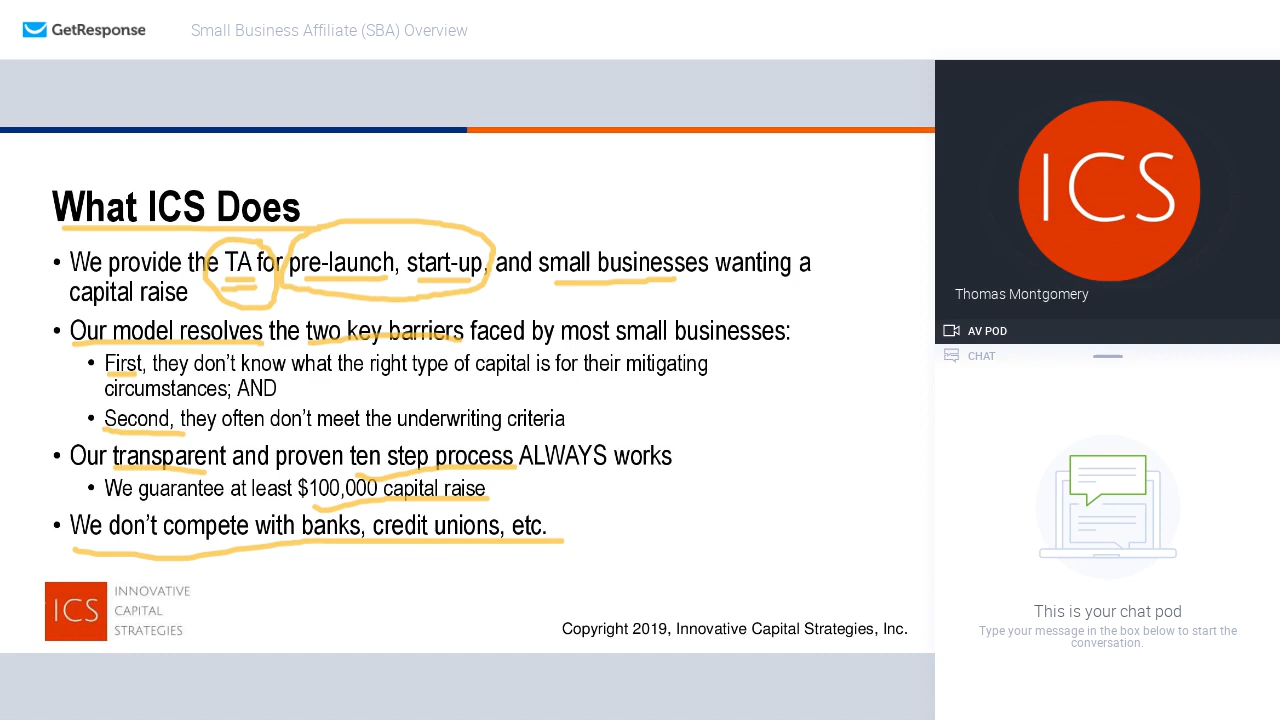 GetResponse
Small Business Affiliate (SBA) Overview
What ICS Does
• We provide the TA for pre-launch, start-up, and small businesses wanting a
capital raise
• Our model resolves the two key barriers faced by most small businesses:
• First, they don't know what the right type of capital is for their mitigating
circumstances; AND
• Second, they often don't meet the underwriting criteria
• Our transparent and proven ten step process ALWAYS works
• We guarantee at least $100,000 capital raise
• We don't compete with banks, credit unions, etc.
ICS
INNOVATIVE
CAPITAL
STRATEGIES
Copyright 2019, Innovative Capital Strategies, Inc.
ICS
Thomas Montgomery
AV POD
CHAT
This is your chat pod
Type your message in the box below to start the
conversation.